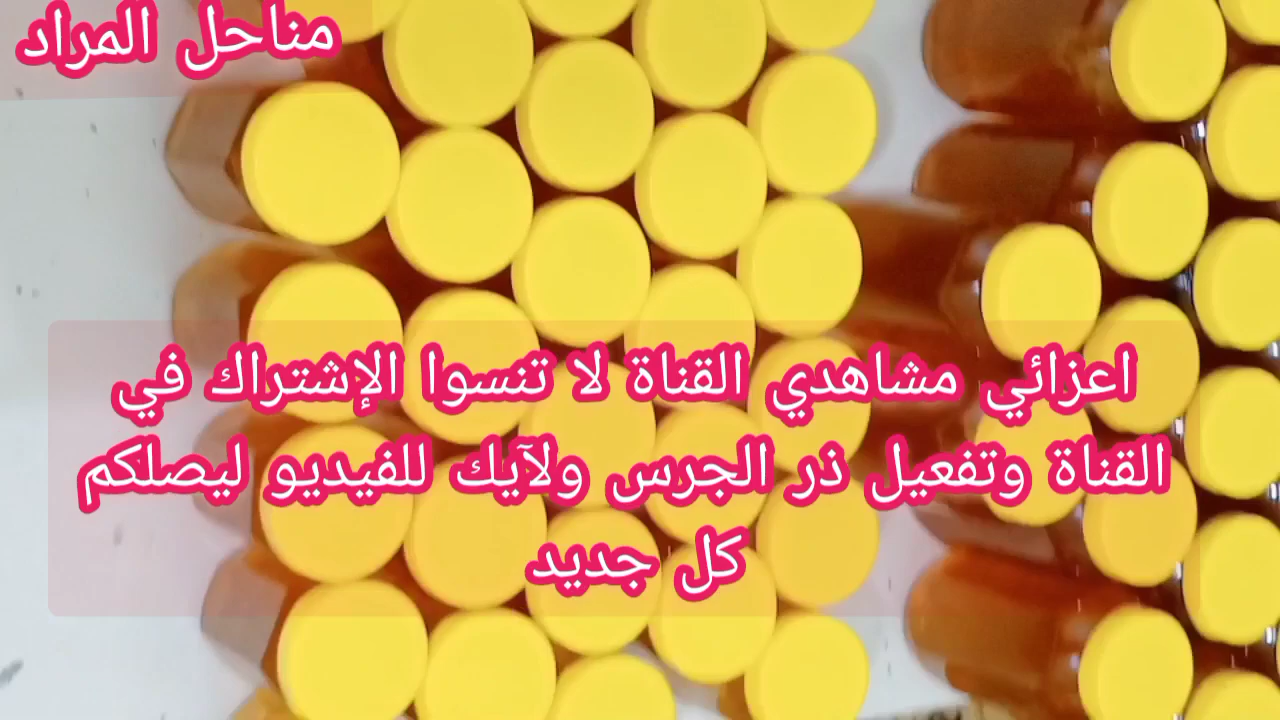 مناحل المراد
اعزائي مشاهدي القناة لا تنسوا الإشتراك في
القناة وتفعيل ذر الجرس ولآيك للفيديو ليصلكم
كل جديد